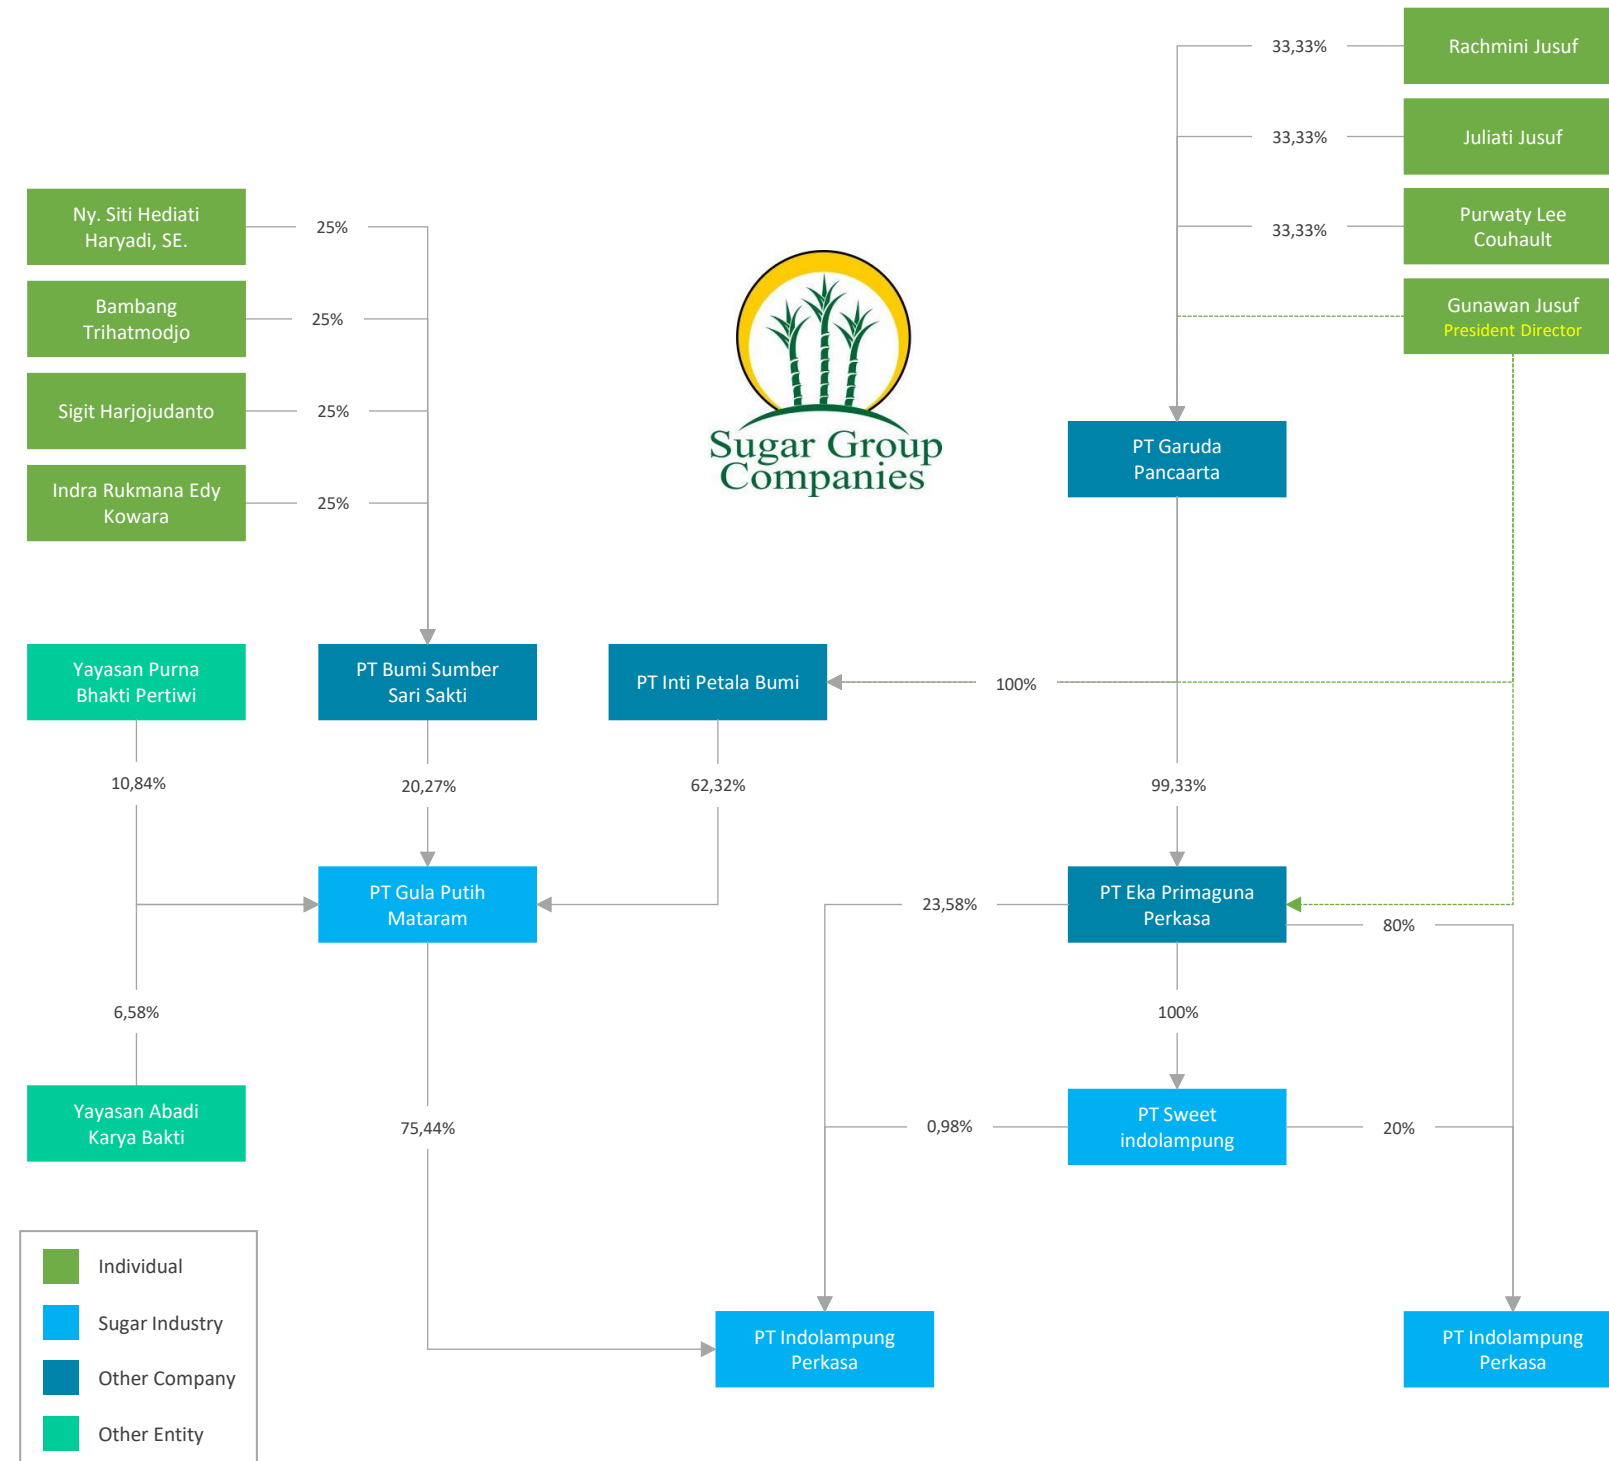 33,33%
Rachmini Jusuf
33,33%
Juliati Jusuf
Ny. Siti Hediati
Haryadi, SE.
25%
33,33%
Purwaty Lee
Couhault
Bambang
Trihatmodjo
25%
Gunawan Jusuf
President Director
Sigit Harjojudanto
25%
Sugar Group
Companies
PT Garuda
Pancaarta
Indra Rukmana Edy
Kowara
25%
Yayasan Purna
Bhakti Pertiwi
PT Bumi Sumber
Sari Sakti
PT Inti Petala Bumi
100%
10,84%
20,27%
62,32%
99,33%
PT Gula Putih
Mataram
23,58%
PT Eka Primaguna
Perkasa
80%
6,58%
100%
Yayasan Abadi
Karya Bakti
75,44%
0,98%
PT Sweet
indolampung
20%
Individual
Sugar Industry
Other Company
Other Entity
PT Indolampung
Perkasa
PT Indolampung
Perkasa